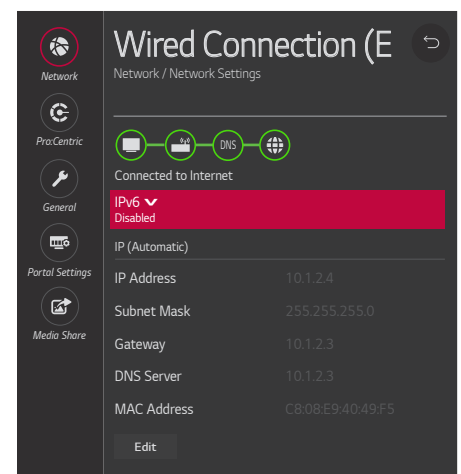 Wired Connection (E
Network / Network Settings
Network
Pro:Centric
General
Portal Settings
Media Share
DNS
Connected to Internet
IPv6
Disabled
IP (Automatic)
IP Address 10.1.2.4
Subnet Mask 255.255.255.0
Gateway 10.1.2.3
DNS Server 10.1.2.3
MAC Address C8:08:E9:40:49:F5
Edit